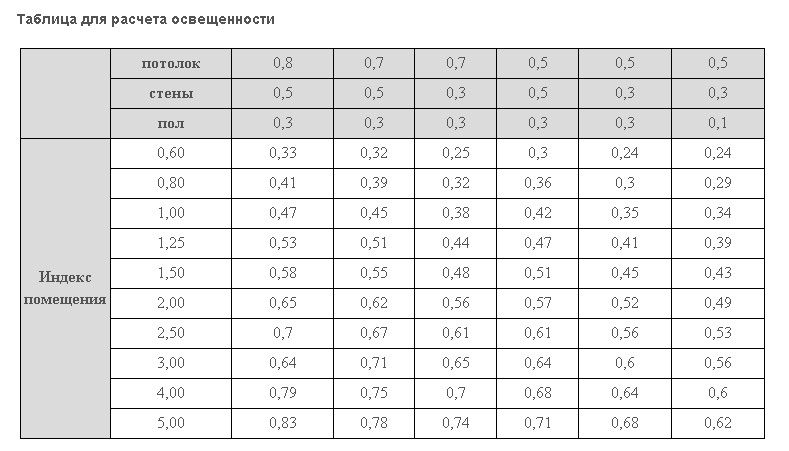 Таблица для расчета освещенности
потолок 0,8 0,7 0,7 0,5 0,5 0,5
стены 0,5 0,5 0,3 0,5 0,3 0,3
пол 0,3 0,3 0,3 0,3 0,3 0,1
Индекс помещения
0,60 0,33 0,32 0,25 0,3 0,24 0,24
0,80 0,41 0,39 0,32 0,36 0,3 0,29
1,00 0,47 0,45 0,38 0,42 0,35 0,34
1,25 0,53 0,51 0,44 0,47 0,41 0,39
1,50 0,58 0,55 0,48 0,51 0,45 0,43
2,00 0,65 0,62 0,56 0,57 0,52 0,49
2,50 0,7 0,67 0,61 0,61 0,56 0,53
3,00 0,64 0,71 0,65 0,64 0,6 0,56
4,00 0,79 0,75 0,7 0,68 0,64 0,6
5,00 0,83 0,78 0,74 0,71 0,68 0,62